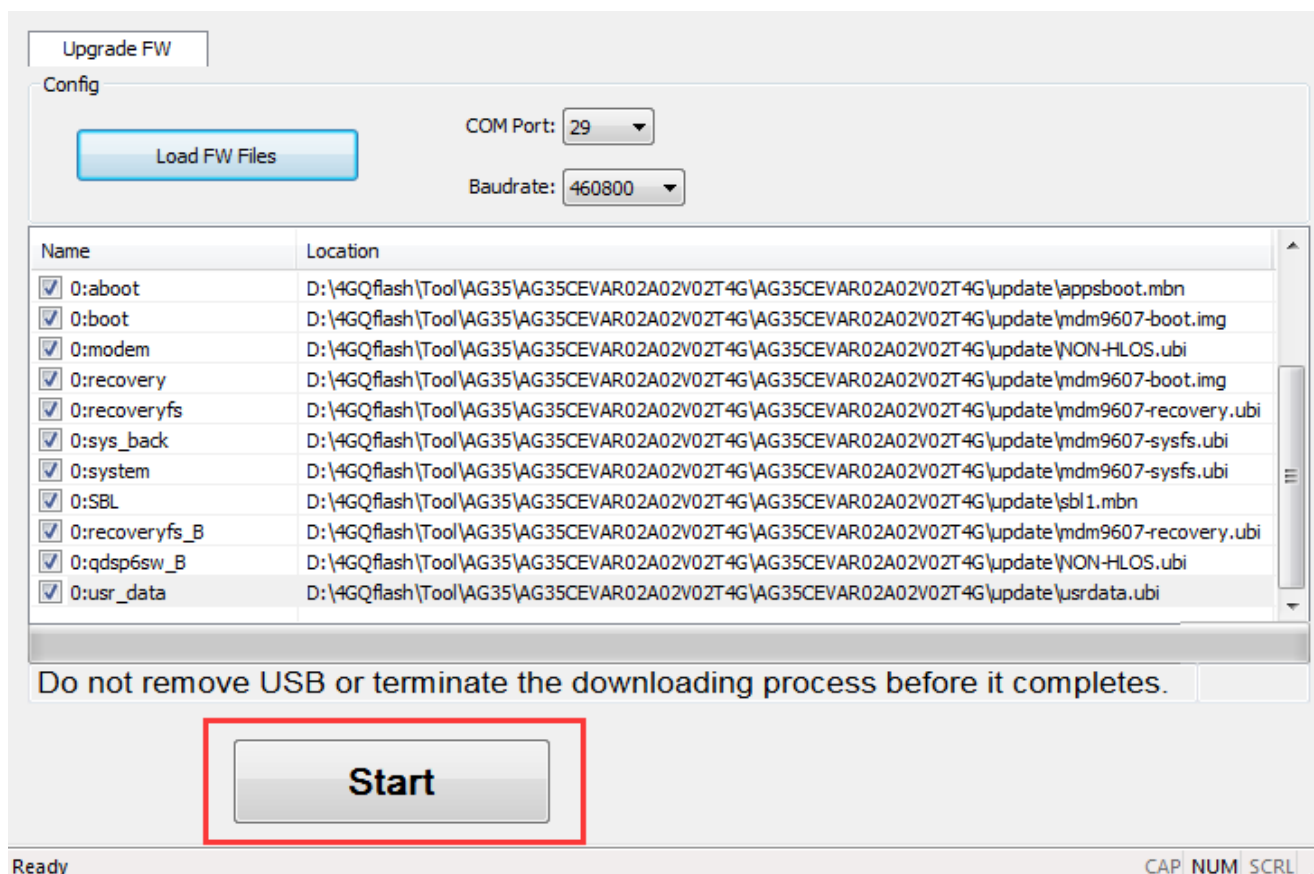 Upgrade FW
Config
Load FW Files
COM Port: 29
Baudrate: 460800
Name Location
0:aboot D:\4GQflash\Tool\AG35\AG35CEVAR02A02V02T4G\AG35CEVAR02A02V02T4G\update\appsboot.mbn
0:boot D:\4GQflash\Tool\AG35\AG35CEVAR02A02V02T4G\AG35CEVAR02A02V02T4G\update\mdm9607-boot.img
0:modem D:\4GQflash\Tool\AG35\AG35CEVAR02A02V02T4G\AG35CEVAR02A02V02T4G\update\NON-HLOS.ubi
0:recovery D:\4GQflash\Tool\AG35\AG35CEVAR02A02V02T4G\AG35CEVAR02A02V02T4G\update\mdm9607-boot.img
0:recoveryfs D:\4GQflash\Tool\AG35\AG35CEVAR02A02V02T4G\AG35CEVAR02A02V02T4G\update\mdm9607-recovery.ubi
0:sys_back D:\4GQflash\Tool\AG35\AG35CEVAR02A02V02T4G\AG35CEVAR02A02V02T4G\update\mdm9607-sysfs.ubi
0:system D:\4GQflash\Tool\AG35\AG35CEVAR02A02V02T4G\AG35CEVAR02A02V02T4G\update\mdm9607-sysfs.ubi
0:SBL D:\4GQflash\Tool\AG35\AG35CEVAR02A02V02T4G\AG35CEVAR02A02V02T4G\update\sbl1.mbn
0:recoveryfs_B D:\4GQflash\Tool\AG35\AG35CEVAR02A02V02T4G\AG35CEVAR02A02V02T4G\update\mdm9607-recovery.ubi
0:qdsp6sw_B D:\4GQflash\Tool\AG35\AG35CEVAR02A02V02T4G\AG35CEVAR02A02V02T4G\update\NON-HLOS.ubi
0:usr_data D:\4GQflash\Tool\AG35\AG35CEVAR02A02V02T4G\AG35CEVAR02A02V02T4G\update\usrdata.ubi
Do not remove USB or terminate the downloading process before it completes.
Start
Ready CAP NUM SCRL